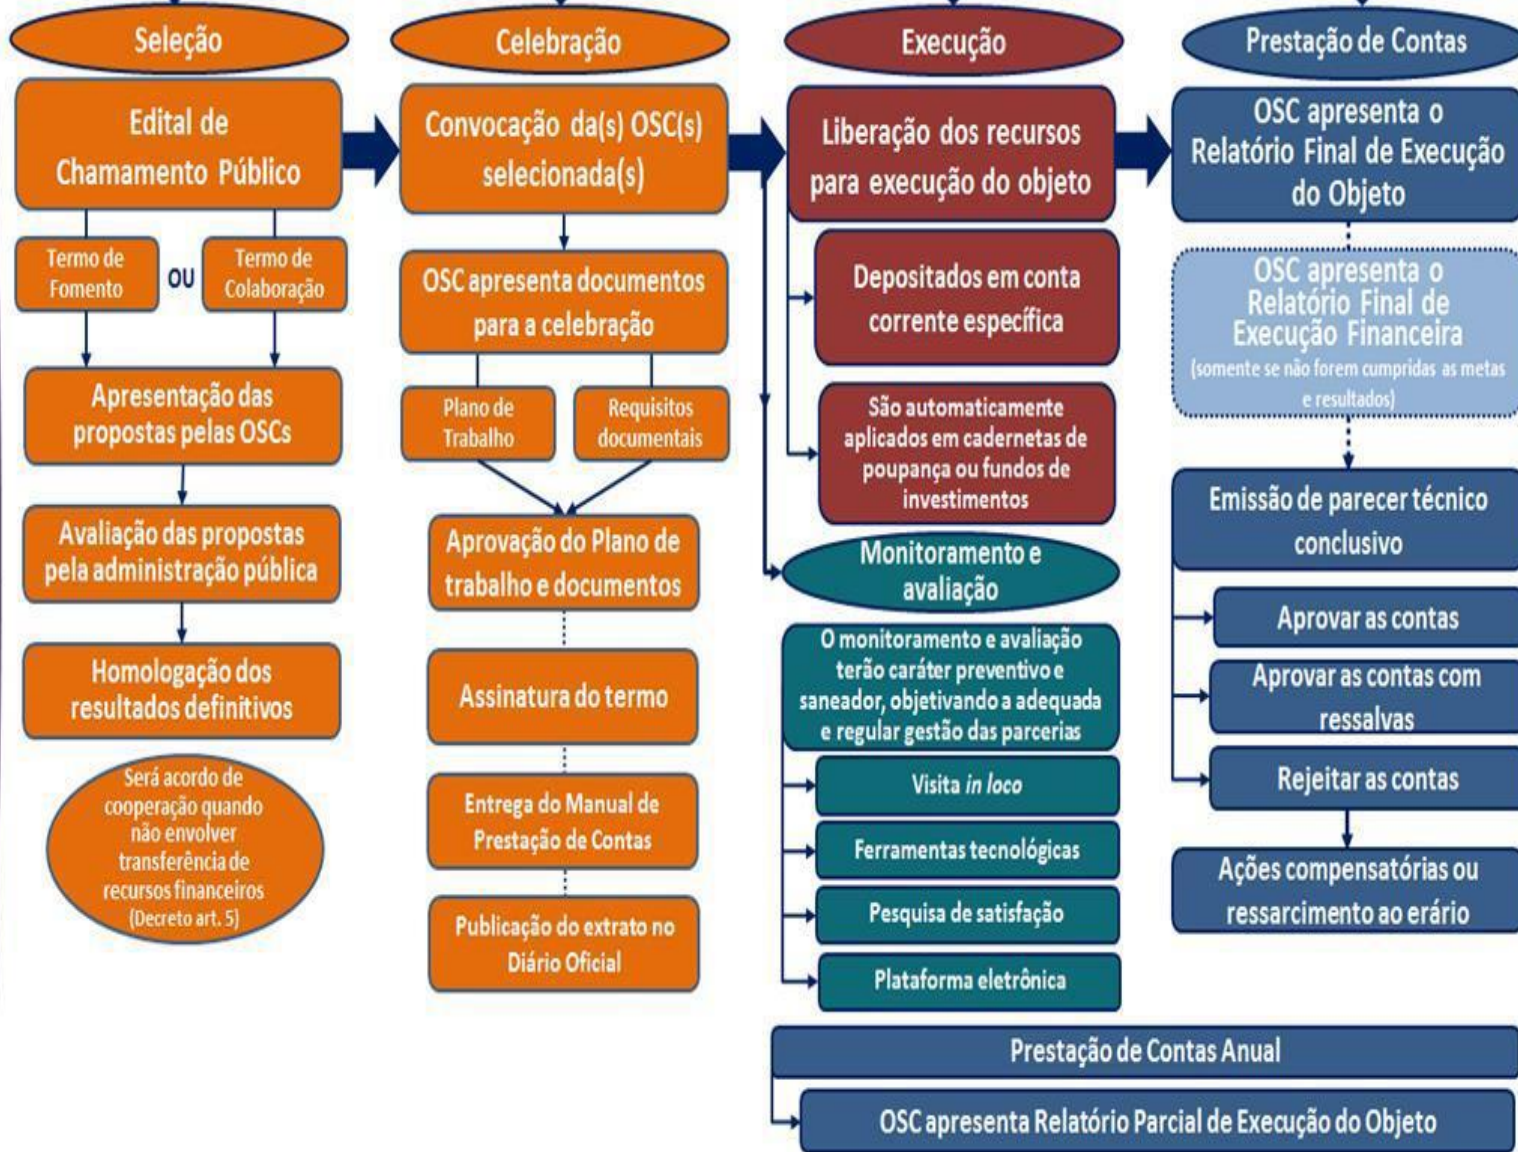 Seleção
Edital de
Chamamento Público
Termo de
Fomento
OU
Termo de
Colaboração
Apresentação das
propostas pelas OSCs
Avaliação das propostas
pela administração pública
Homologação dos
resultados definitivos
Será acordo de
cooperação quando
não envolver
transferência de
recursos financeiros
(Decreto art. 5)
Celebração
Convocação da(s) OSC(s)
selecionada(s)
OSC apresenta documentos
para a celebração
Plano de
Trabalho
Requisitos
documentais
Aprovação do Plano de
trabalho e documentos
Assinatura do termo
Entrega do Manual de
Prestação de Contas
Publicação do extrato no
Diário Oficial
Execução
Liberação dos recursos
para execução do objeto
Depositados em conta
corrente específica
São automaticamente
aplicados em cadernetas de
poupança ou fundos de
investimentos
Monitoramento e
avaliação
O monitoramento e avaliação
terão caráter preventivo e
saneador, objetivando a adequada
e regular gestão das parcerias
Visita in loco
Ferramentas tecnológicas
Pesquisa de satisfação
Plataforma eletrônica
Prestação de Contas
OSC apresenta o
Relatório Final de Execução
do Objeto
OSC apresenta o
Relatório Final de
Execução Financeira
(somente se não forem cumpridas as metas
e resultados)
Emissão de parecer técnico
conclusivo
Aprovar as contas
Aprovar as contas com
ressalvas
Rejeitar as contas
Ações compensatórias ou
ressarcimento ao erário
Prestação de Contas Anual
OSC apresenta Relatório Parcial de Execução do Objeto